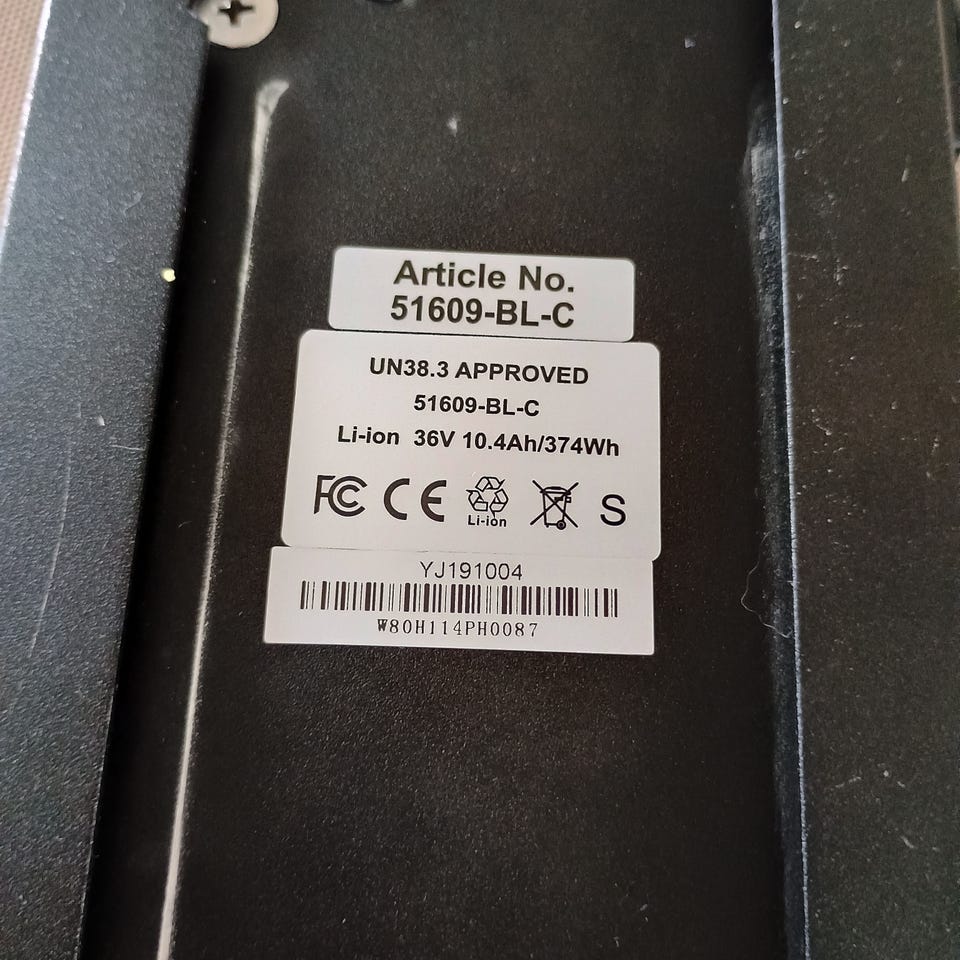 Article No.
51609-BL-C
UN38.3 APPROVED
51609-BL-C
Li-ion 36V 10.4Ah/374Wh
FC CE Li-ion S
YJ191004
W80H114PH0087